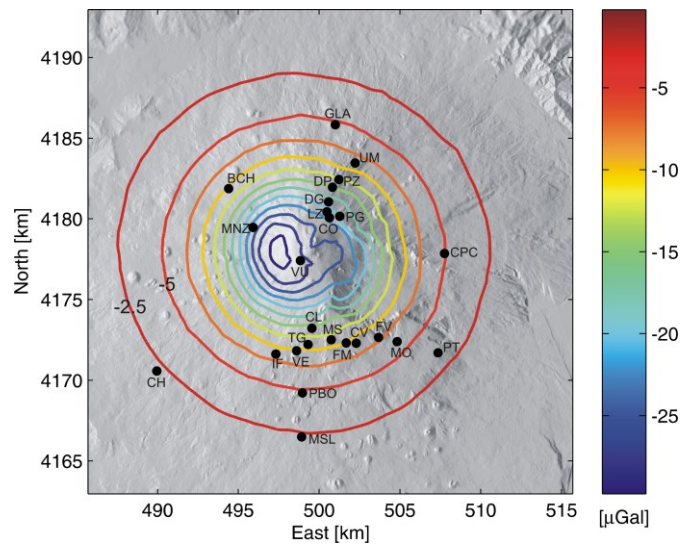 4190
4185
4180
4175
4170
4165
North [km]
GLA
UM
BCH
DP PZ
DG
LZ PG
MNZ CO
CPC
VU
-5
-2.5
CL
MS CV FV
TG
IF VE FM MO PT
CH
PBO
MSL
490 495 500 505 510 515
East [km]
-5
-10
-15
-20
-25
[μGal]